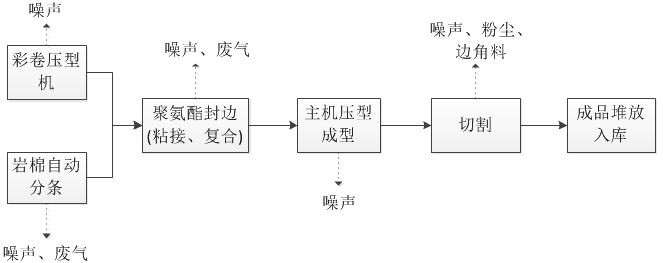 噪声
彩卷压型
机
岩棉自动
分条
噪声、废气
噪声、废气
聚氨酯封边
(粘接、复合)
主机压型
成型
噪声
噪声、粉尘、
边角料
切割
成品堆放
入库